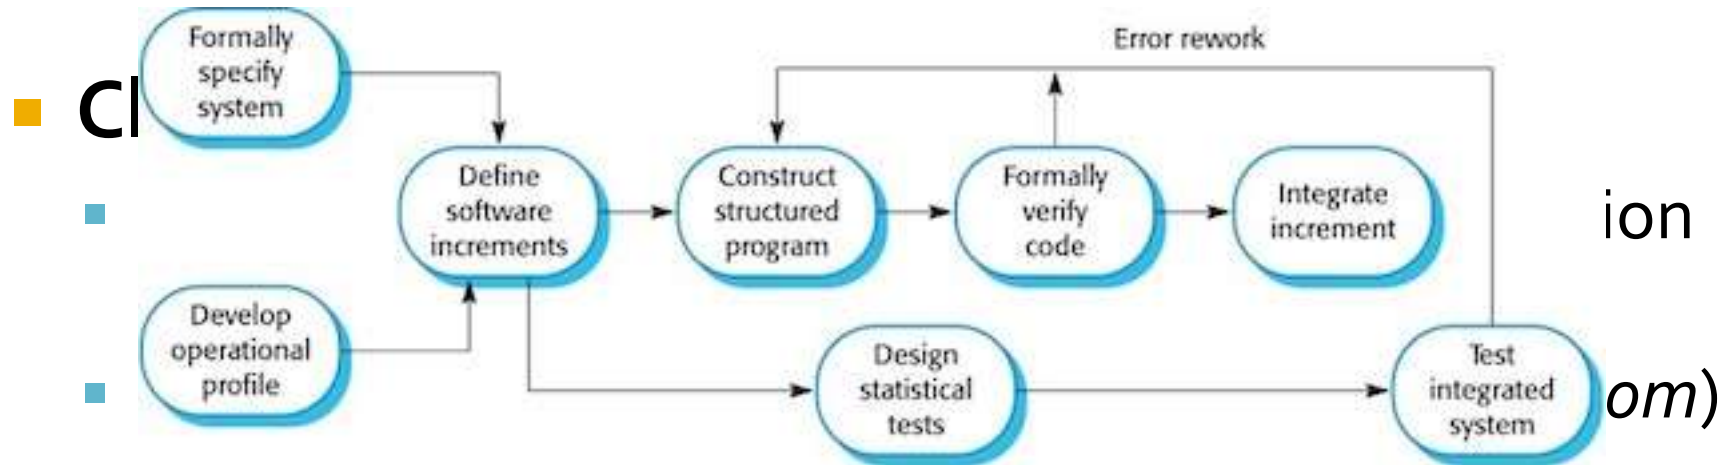 Formally
specify
system
Error rework
Cl
Define
software
increments
Construct
structured
program
Formally
verify
code
Integrate
increment
ion
Develop
operational
profile
Design
statistical
tests
Test
integrated
system
om)